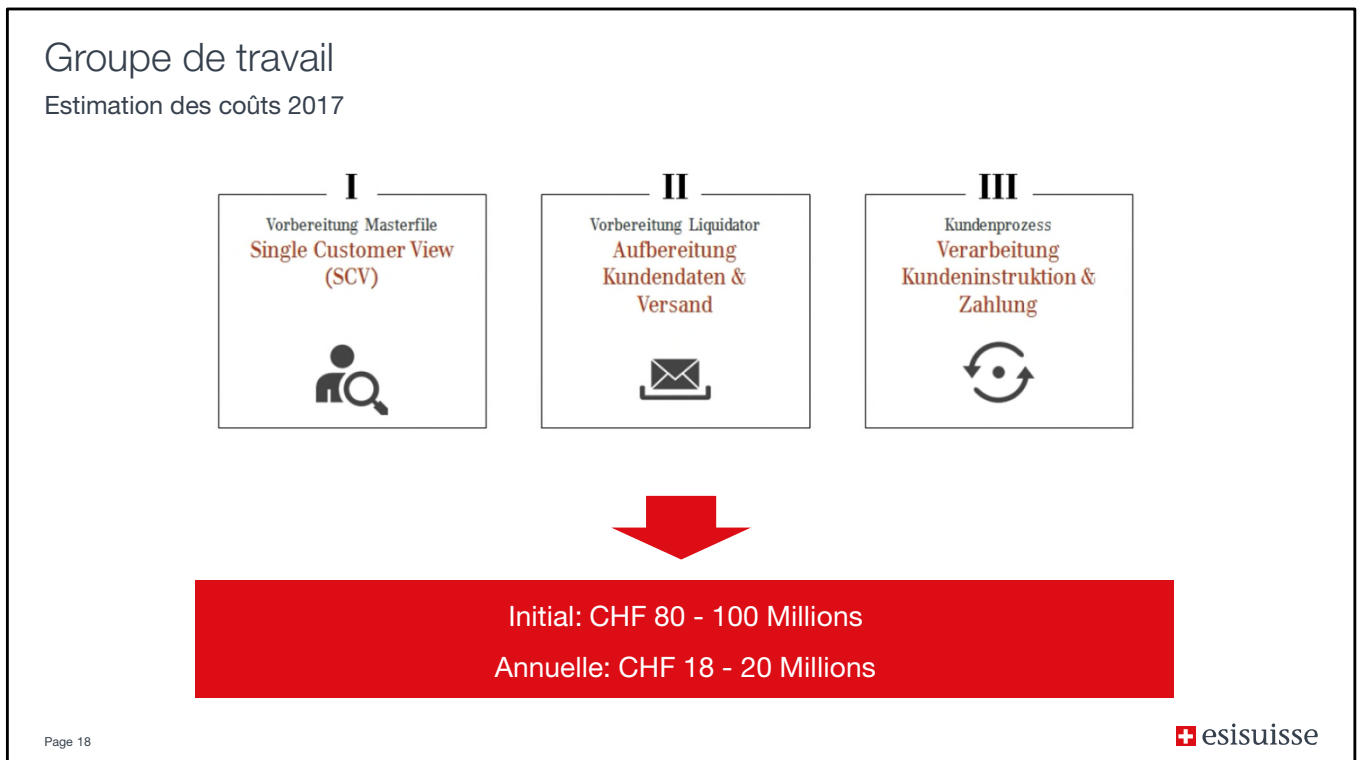 Groupe de travail
Estimation des coûts 2017
I
Vorbereitung Masterfile
Single Customer View
(SCV)
II
Vorbereitung Liquidator
Aufbereitung
Kundendaten &
Versand
III
Kundenprozess
Verarbeitung
Kundeninstruktion &
Zahlung
Initial: CHF 80 - 100 Millions
Annuelle: CHF 18 - 20 Millions
Page 18
esisuisse